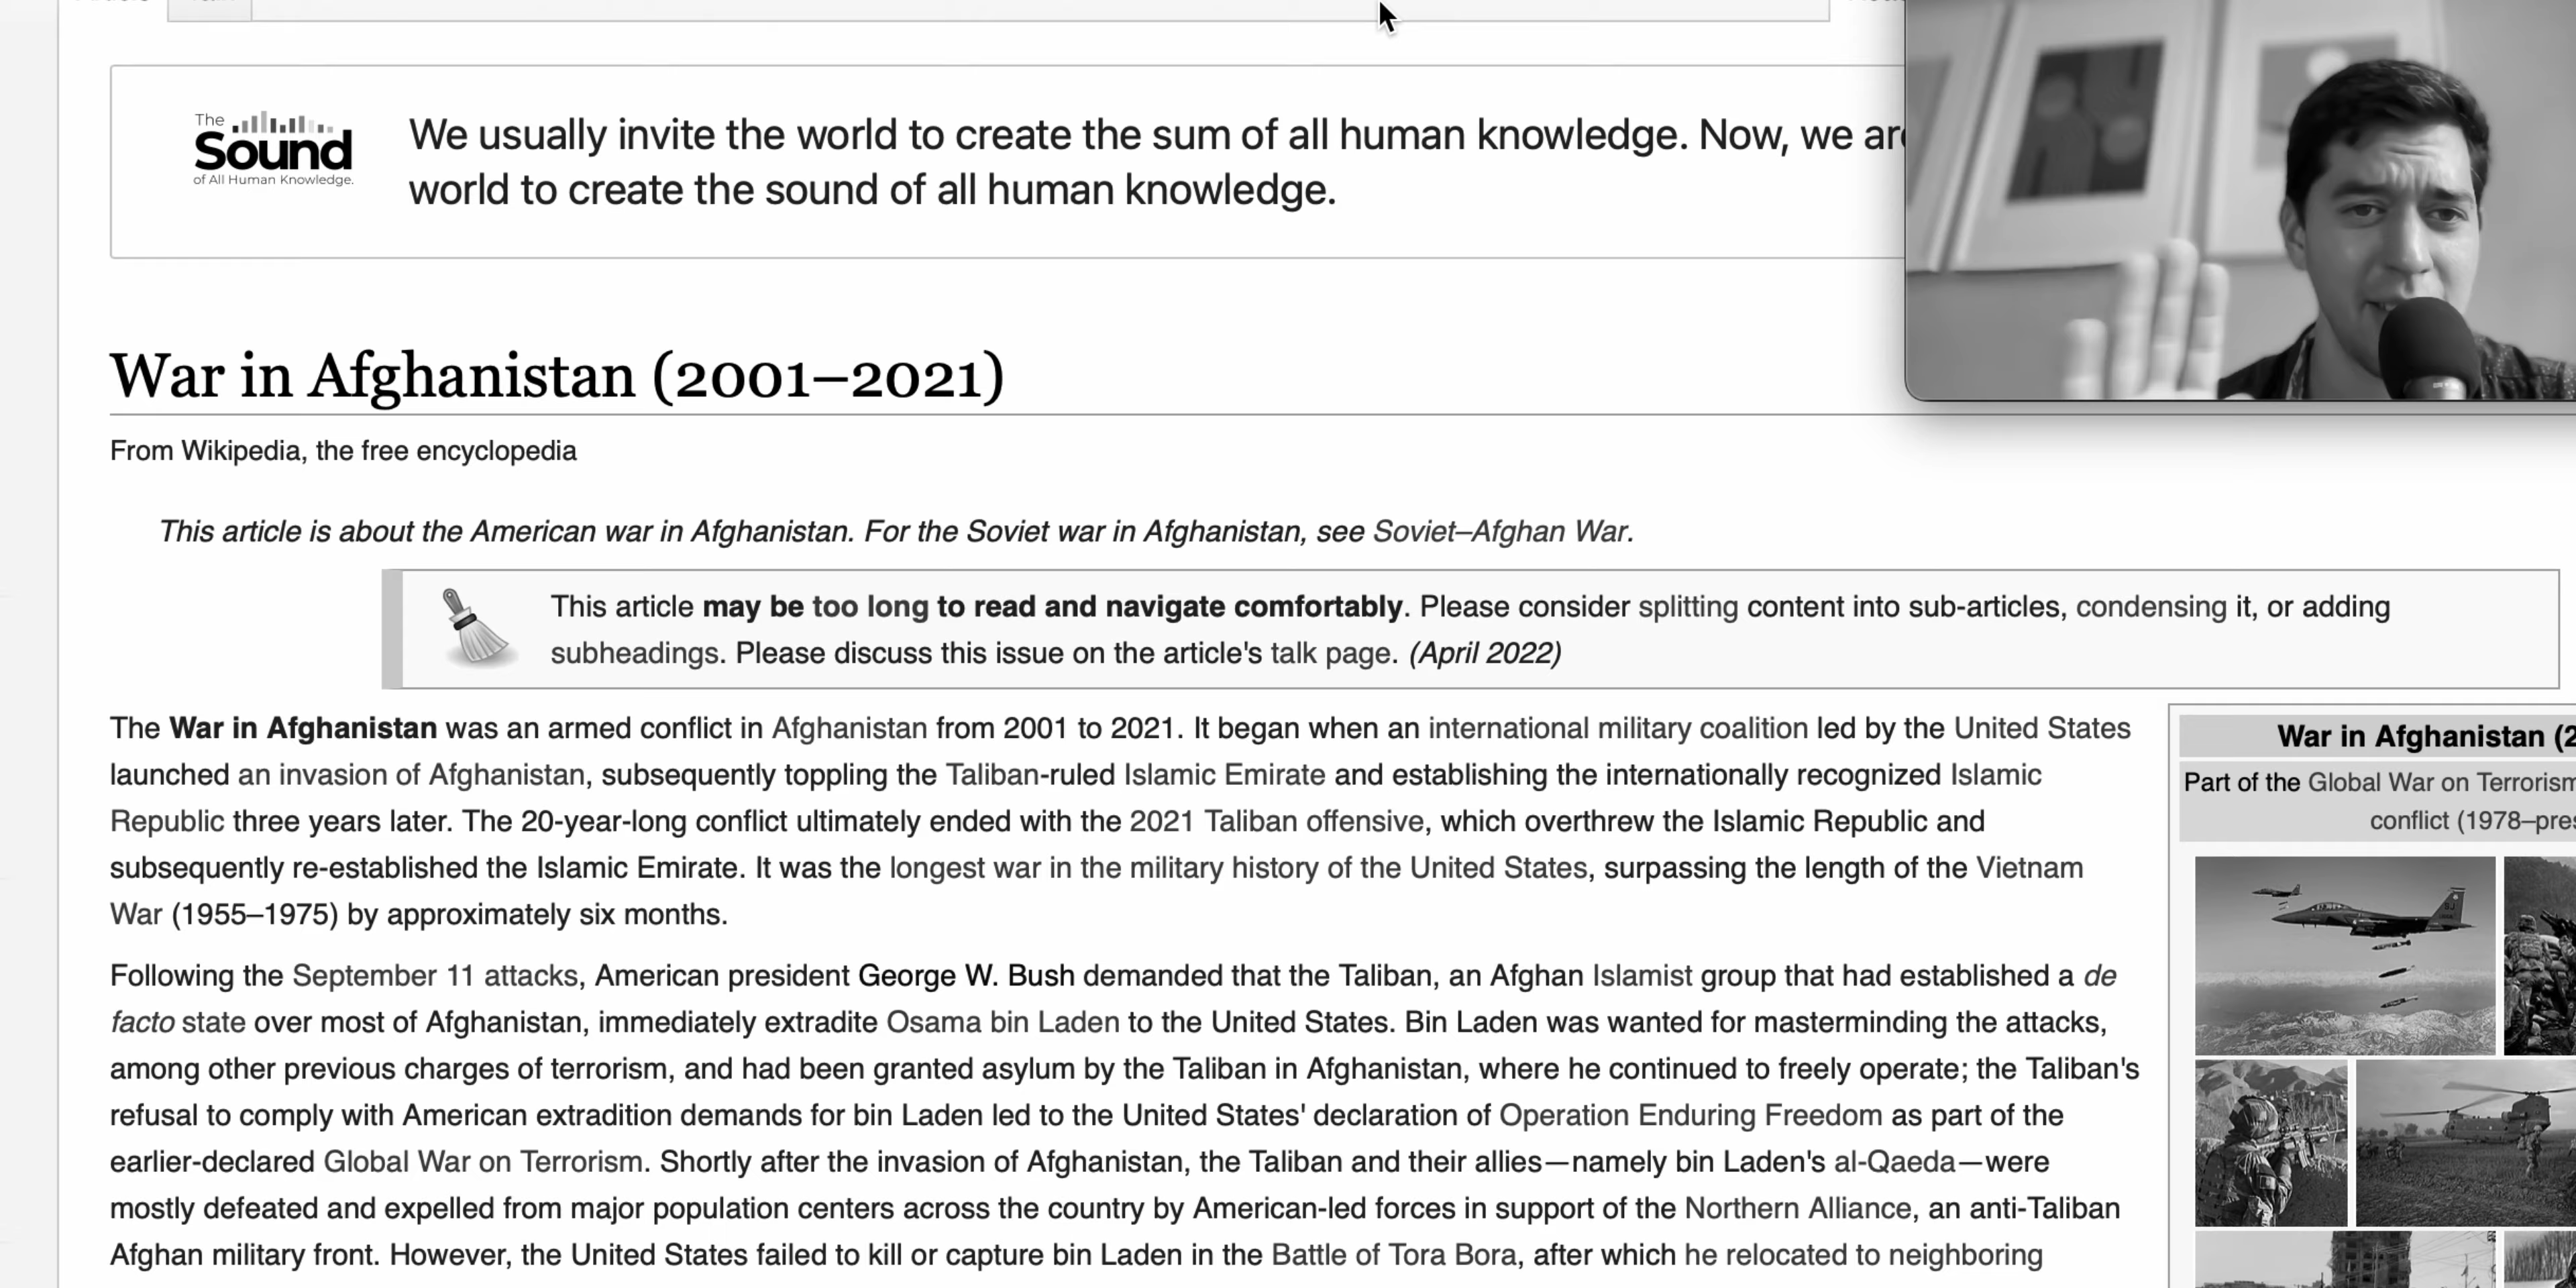 The
Sound
of All Human Knowledge.
We usually invite the world to create the sum of all human knowledge. Now, we are
world to create the sound of all human knowledge.
War in Afghanistan (2001–2021)
From Wikipedia, the free encyclopedia
This article is about the American war in Afghanistan. For the Soviet war in Afghanistan, see Soviet–Afghan War.
This article may be too long to read and navigate comfortably. Please consider splitting content into sub-articles, condensing it, or adding
subheadings. Please discuss this issue on the article's talk page. (April 2022)
The War in Afghanistan was an armed conflict in Afghanistan from 2001 to 2021. It began when an international military coalition led by the United States
launched an invasion of Afghanistan, subsequently toppling the Taliban-ruled Islamic Emirate and establishing the internationally recognized Islamic
Republic three years later. The 20-year-long conflict ultimately ended with the 2021 Taliban offensive, which overthrew the Islamic Republic and
subsequently re-established the Islamic Emirate. It was the longest war in the military history of the United States, surpassing the length of the Vietnam
War (1955–1975) by approximately six months.
Following the September 11 attacks, American president George W. Bush demanded that the Taliban, an Afghan Islamist group that had established a de
facto state over most of Afghanistan, immediately extradite Osama bin Laden to the United States. Bin Laden was wanted for masterminding the attacks,
among other previous charges of terrorism, and had been granted asylum by the Taliban in Afghanistan, where he continued to freely operate; the Taliban's
refusal to comply with American extradition demands for bin Laden led to the United States' declaration of Operation Enduring Freedom as part of the
earlier-declared Global War on Terrorism. Shortly after the invasion of Afghanistan, the Taliban and their allies—namely bin Laden's al-Qaeda—were
mostly defeated and expelled from major population centers across the country by American-led forces in support of the Northern Alliance, an anti-Taliban
Afghan military front. However, the United States failed to kill or capture bin Laden in the Battle of Tora Bora, after which he relocated to neighboring
War in Afghanistan (2
Part of the Global War on Terrorism
conflict (1978–pres